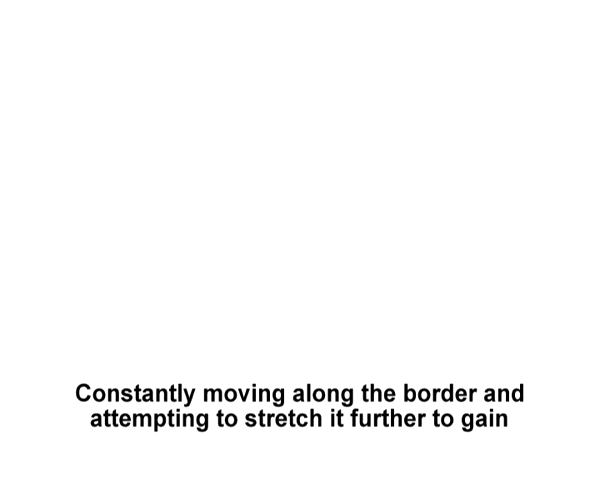 Constantly moving along the border and
attempting to stretch it further to gain